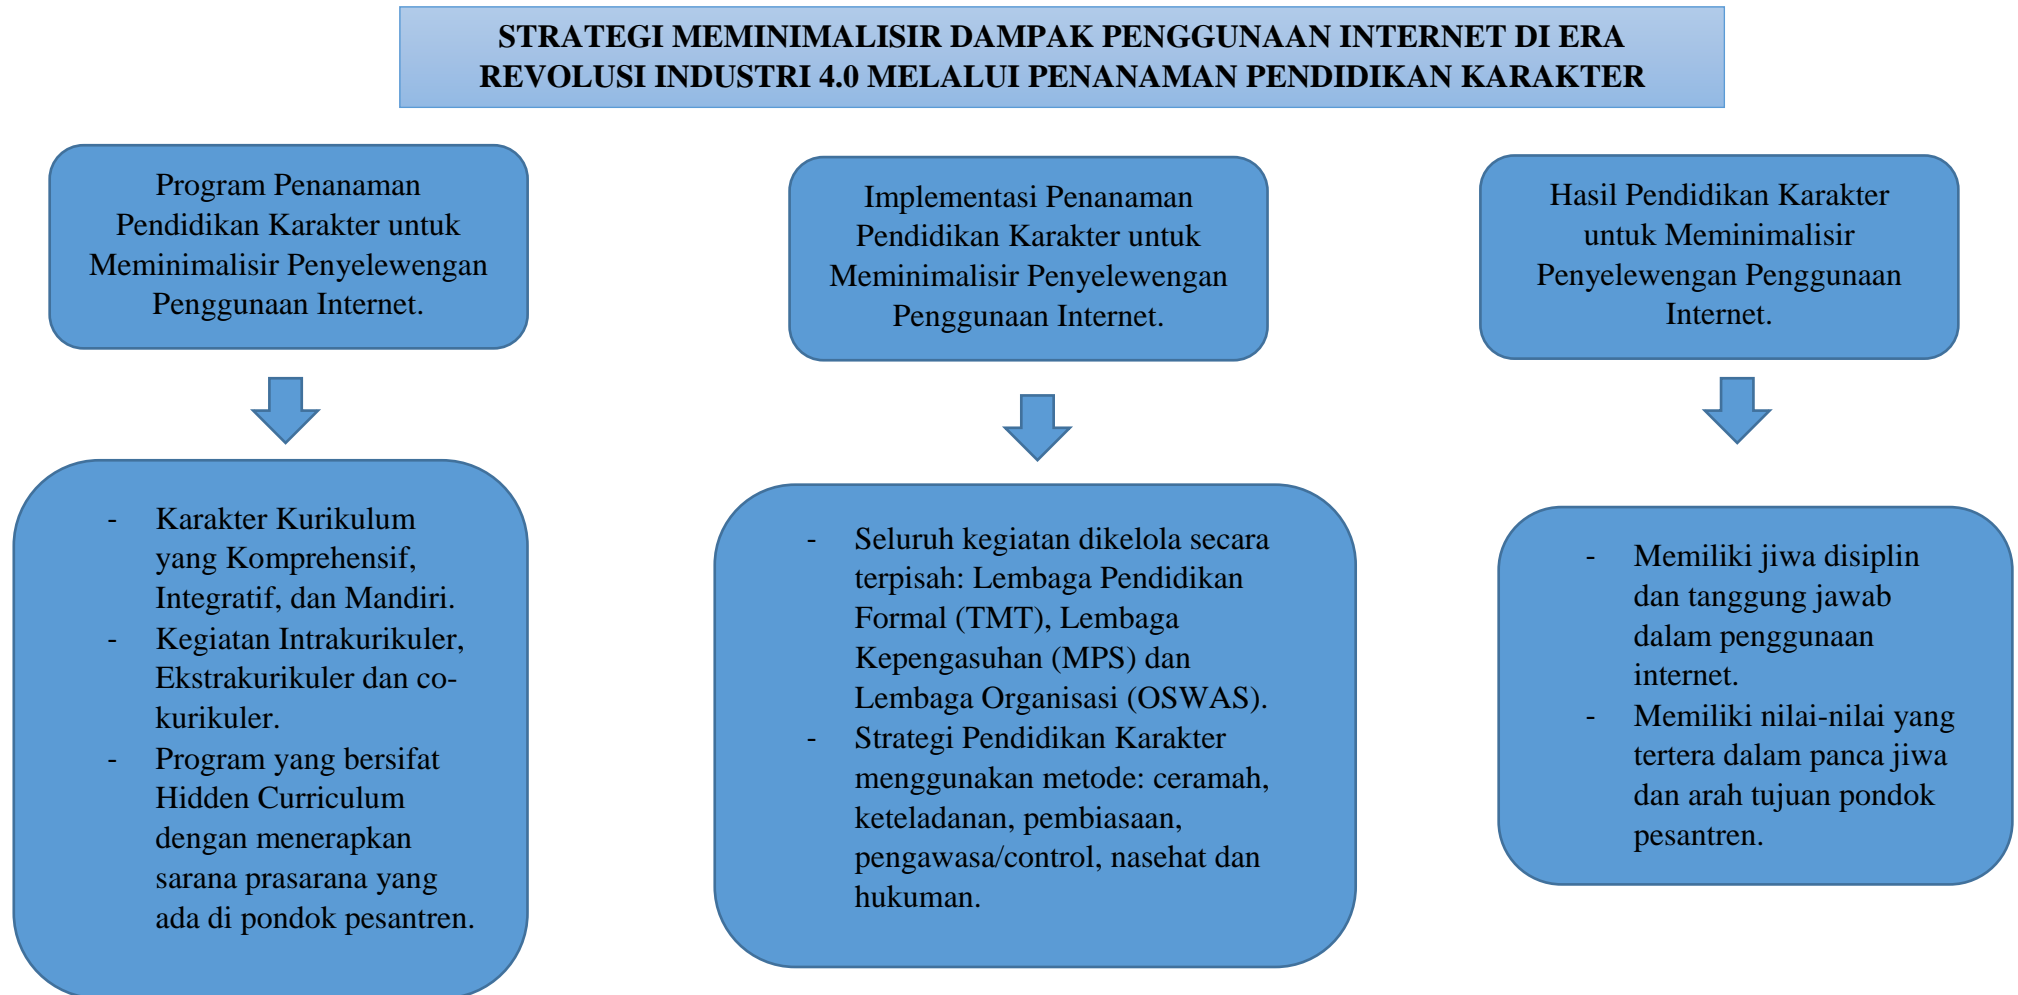 STRATEGI MEMINIMALISIR DAMPAK PENGGUNAAN INTERNET DI ERA
REVOLUSI INDUSTRI 4.0 MELALUI PENANAMAN PENDIDIKAN KARAKTER
Program Penanaman
Pendidikan Karakter untuk
Meminimalisir Penyelewengan
Penggunaan Internet.
- Karakter Kurikulum
yang Komprehensif,
Integratif, dan Mandiri.
- Kegiatan Intrakurikuler,
Ekstrakurikuler dan co-
kurikuler.
- Program yang bersifat
Hidden Curriculum
dengan menerapkan
sarana prasarana yang
ada di pondok pesantren.
Implementasi Penanaman
Pendidikan Karakter untuk
Meminimalisir Penyelewengan
Penggunaan Internet.
- Seluruh kegiatan dikelola secara
terpisah: Lembaga Pendidikan
Formal (TMT), Lembaga
Kepengasuhan (MPS) dan
Lembaga Organisasi (OSWAS).
- Strategi Pendidikan Karakter
menggunakan metode: ceramah,
keteladanan, pembiasaan,
pengawasa/control, nasehat dan
hukuman.
Hasil Pendidikan Karakter
untuk Meminimalisir
Penyelewengan Penggunaan
Internet.
- Memiliki jiwa disiplin
dan tanggung jawab
dalam penggunaan
internet.
- Memiliki nilai-nilai yang
tertera dalam panca jiwa
dan arah tujuan pondok
pesantren.